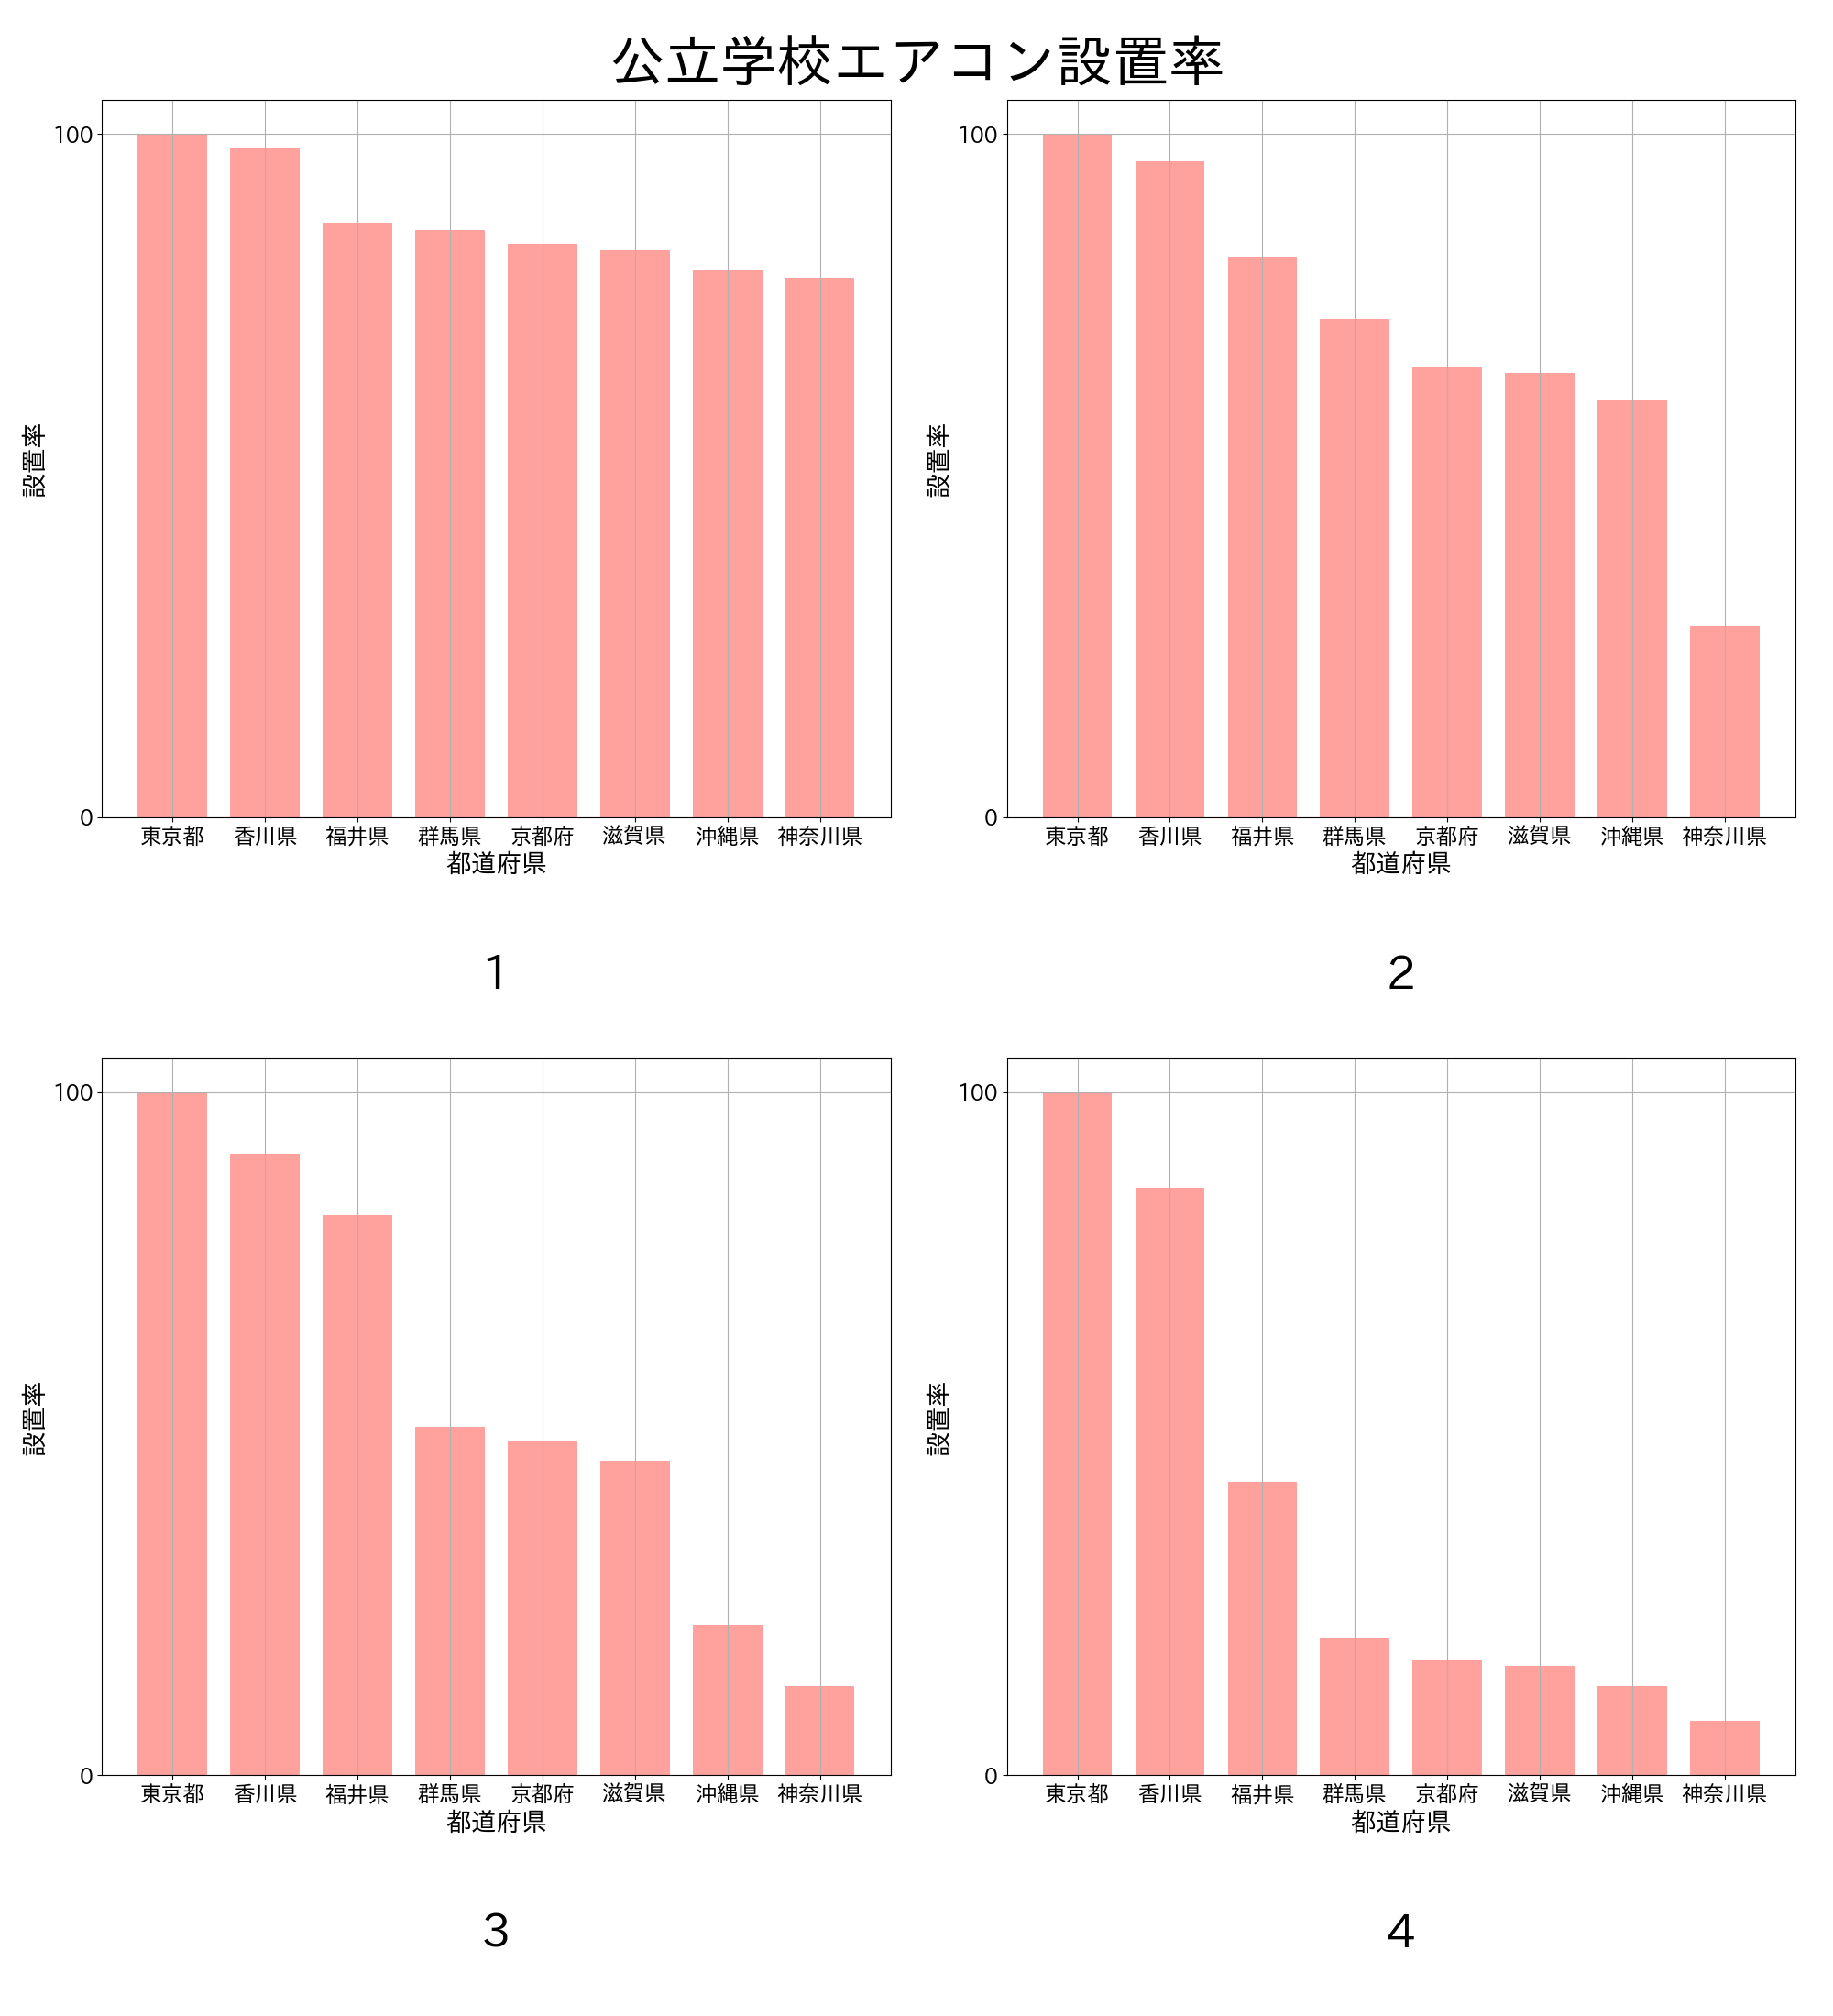 公立学校エアコン設置率
100
0
設置率
東京都 香川県 福井県 群馬県 京都府 滋賀県 沖縄県 神奈川県
都道府県
1
100
0
設置率
東京都 香川県 福井県 群馬県 京都府 滋賀県 沖縄県 神奈川県
都道府県
2
100
0
設置率
東京都 香川県 福井県 群馬県 京都府 滋賀県 沖縄県 神奈川県
都道府県
3
100
0
設置率
東京都 香川県 福井県 群馬県 京都府 滋賀県 沖縄県 神奈川県
都道府県
4